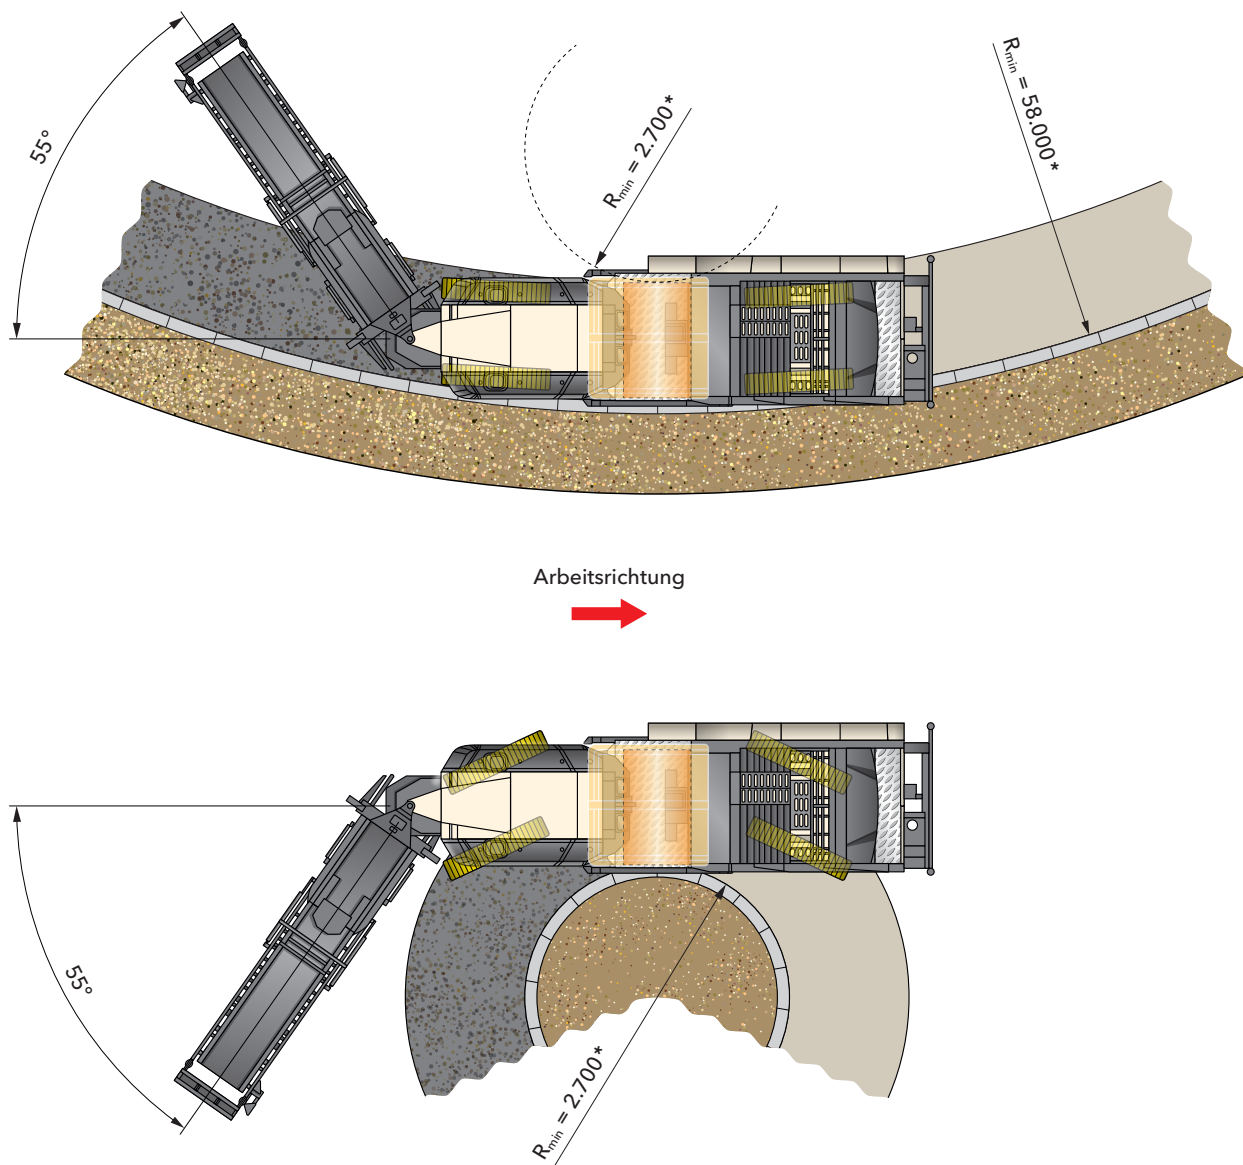 55°
R_min = 2.700*
R_min = 58.000*
Arbeitsrichtung
55°
R_min = 2.700*